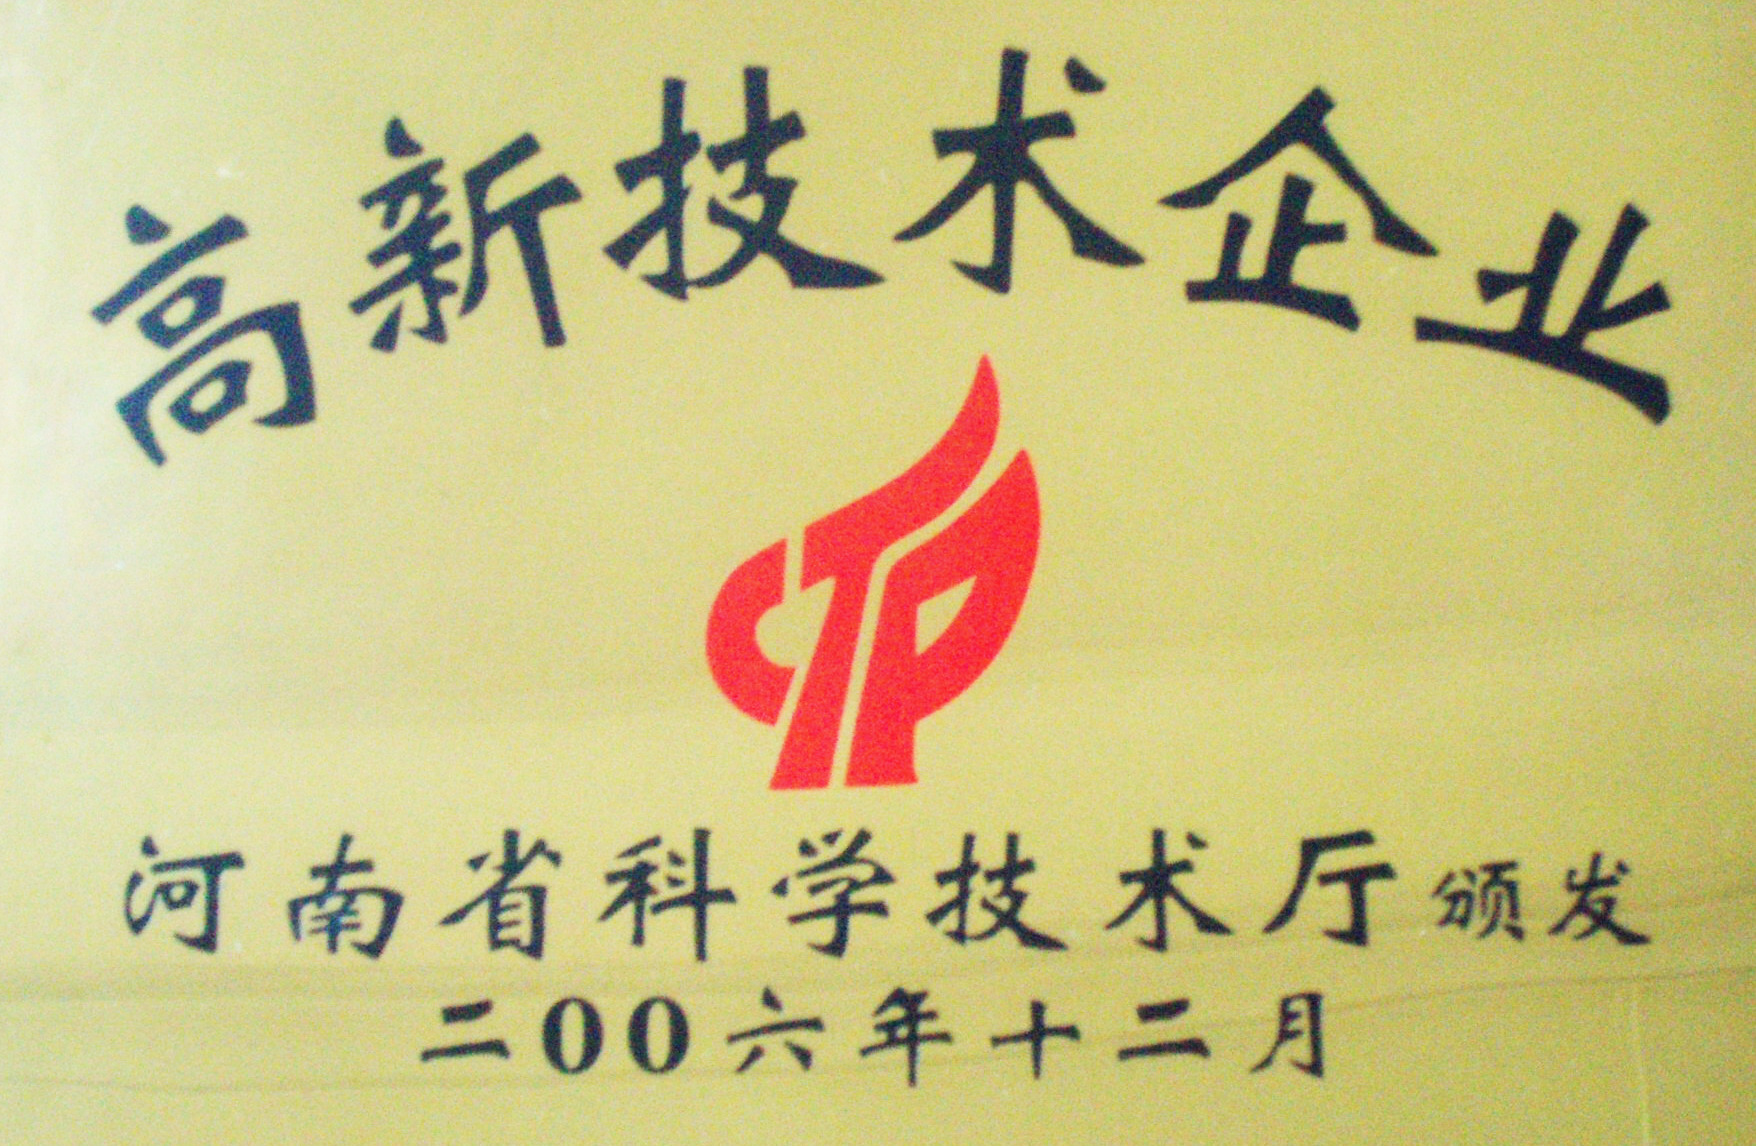 高新技术企业
河南省科学技术厅颁发
二00六年十二月